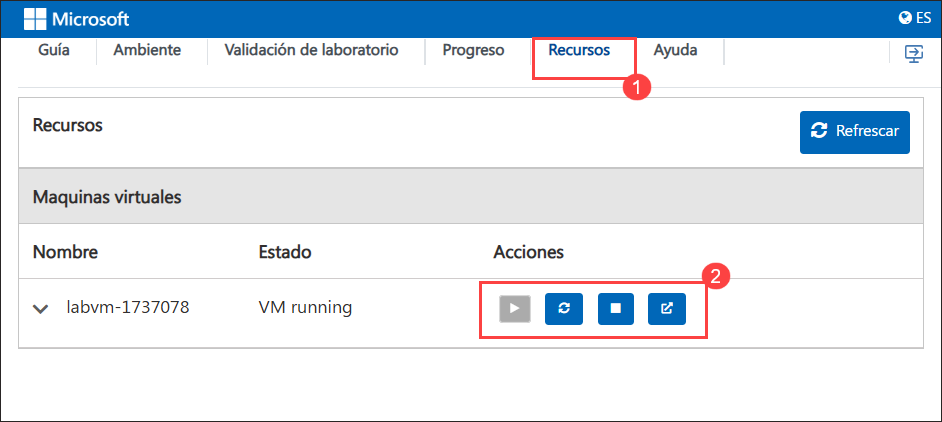 Microsoft
ES
Guía Ambiente Validación de laboratorio Progreso Recursos Ayuda
1
Recursos
Refrescar
Maquinas virtuales
Nombre Estado Acciones
2
labvm-1737078 VM running